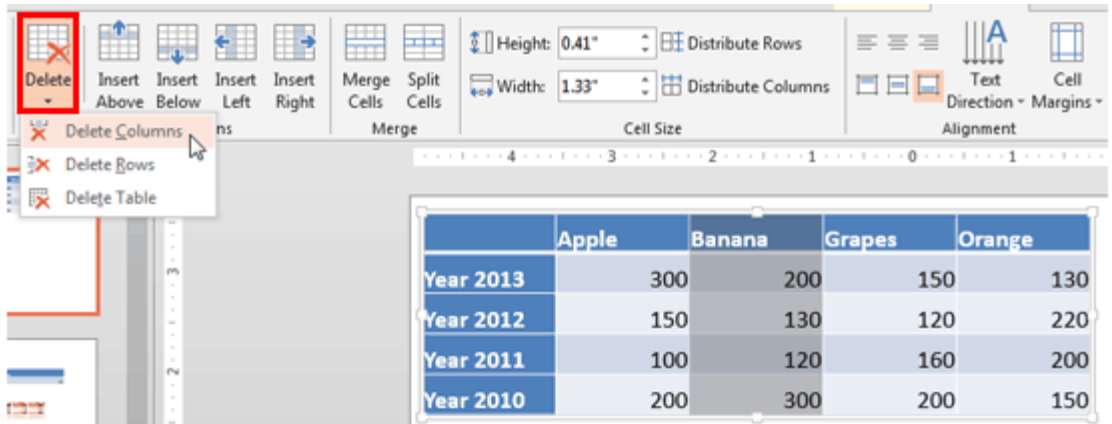 Delete
Insert Above
Insert Below
Insert Left
Insert Right
Merge Cells
Split Cells
Height: 0.41"
Distribute Rows
Width: 1.33"
Distribute Columns
Text Direction
Cell Margins
ns
Merge
Cell Size
Alignment
Delete Columns
Delete Rows
Delete Table
4 3 2 1 0 1
3
2
Apple Banana Grapes Orange
Year 2013 300 200 150 130
Year 2012 150 130 120 220
Year 2011 100 120 160 200
Year 2010 200 300 200 150